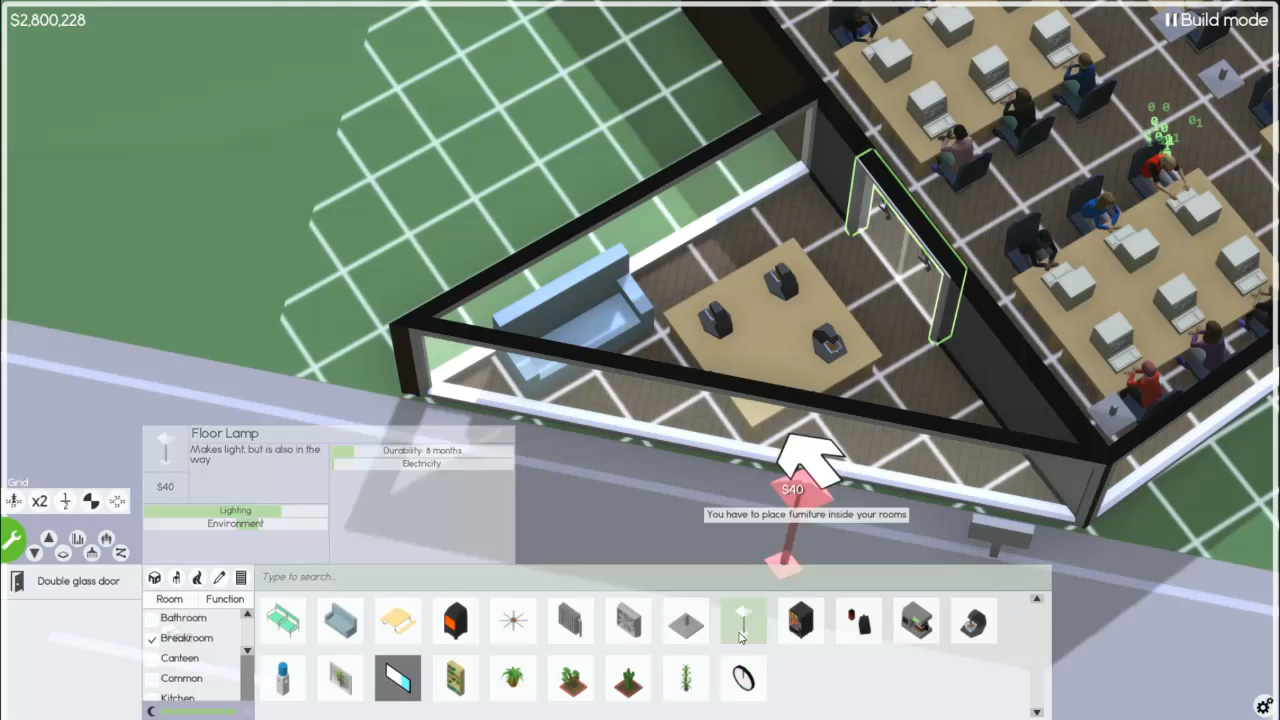 $2,800,228
Build mode
Floor Lamp
Makes light, but is also in the
way
$40
Durability: 8 months
Electricity
Lighting
Environment
$40
You have to place furniture inside your rooms
Grid
x2
1/2
Double glass door
Type to search...
Room
Function
Bathroom
Breakroom
Canteen
Common
Kitchen